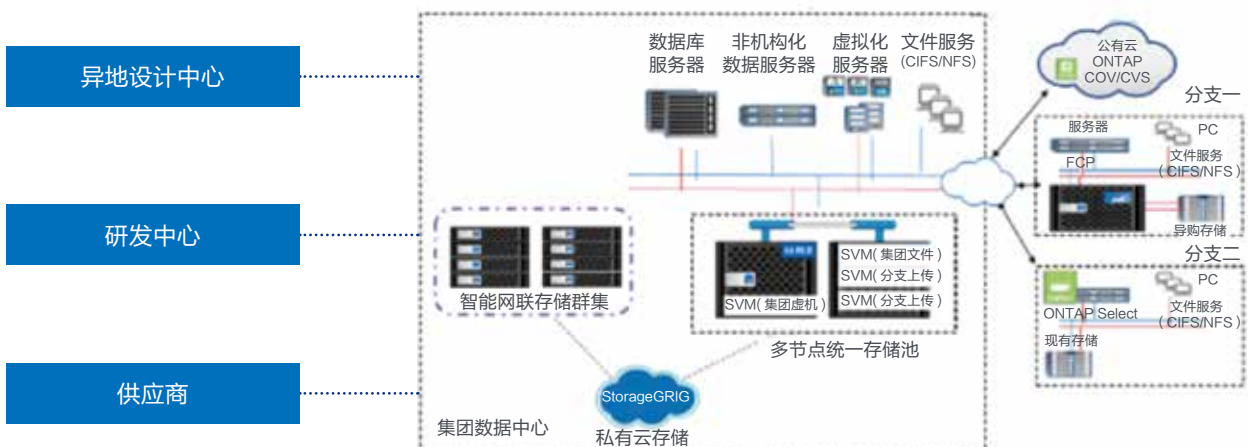 异地设计中心
研发中心
供应商
数据库
服务器
非机构化
数据服务器
虚拟化
服务器
文件服务
(CIFS/NFS)
智能网联存储群集
SVM(集团虚机)
SVM(集团文件)
SVM(分支上传)
SVM(分支上传)
多节点统一存储池
StorageGRIG
私有云存储
集团数据中心
公有云
ONTAP
COV/CVS
分支一
服务器
PC
FCP
文件服务
(CIFS/NFS)
异购存储
分支二
PC
ONTAP Select
文件服务
(CIFS/NFS)
现有存储